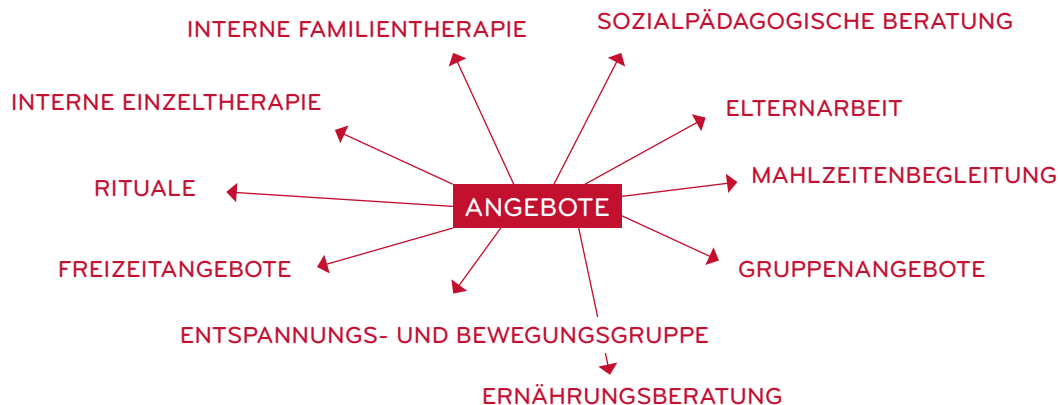 INTERNE FAMILIENTHERAPIE
SOZIALPÄDAGOGISCHE BERATUNG
INTERNE EINZELTHERAPIE
ELTERNARBEIT
RITUALE
MAHLZEITENBEGLEITUNG
ANGEBOTE
FREIZEITANGEBOTE
GRUPPENANGEBOTE
ENTSPANNUNGS- UND BEWEGUNGSGRUPPE
ERNÄHRUNGSBERATUNG